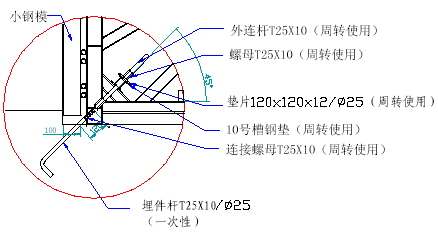 小钢模
外连杆T25X10（周转使用）
螺母T25X10（周转使用）
45°
垫片120x120x12/Ø25（周转使用）
10号槽钢垫（周转使用）
100
连接螺母T25X10（周转使用）
埋件杆T25X10/Ø25
（一次性）